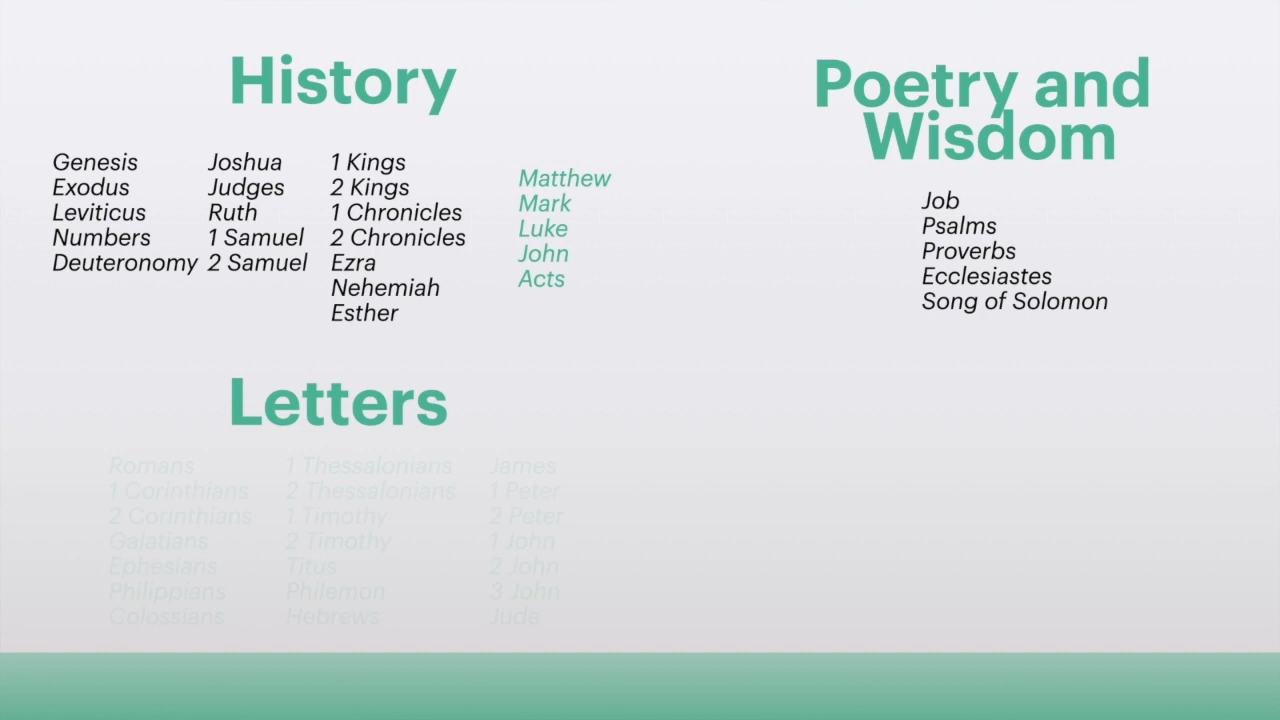 History
Genesis
Exodus
Leviticus
Numbers
Deuteronomy
Joshua
Judges
Ruth
1 Samuel
2 Samuel
1 Kings
2 Kings
1 Chronicles
2 Chronicles
Ezra
Nehemiah
Esther
Matthew
Mark
Luke
John
Acts
Poetry and
Wisdom
Job
Psalms
Proverbs
Ecclesiastes
Song of Solomon
Letters
Romans
1 Corinthians
2 Corinthians
Galatians
Ephesians
Philippians
Colossians
1 Thessalonians
2 Thessalonians
1 Timothy
2 Timothy
Titus
Philemon
Hebrews
James
1 Peter
2 Peter
1 John
2 John
3 John
Jude